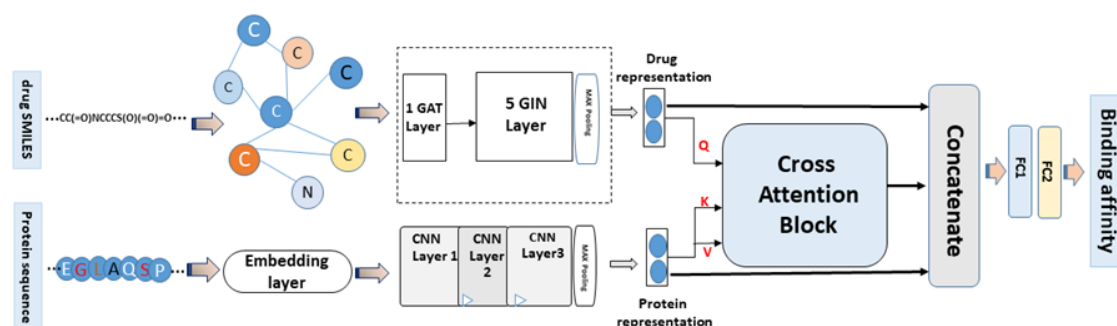 drug SMILES
...CC(=O)NCCCS(O)(=O)=O...
C
C
C
C
C
C
C
N
1 GAT
Layer
5 GIN
Layer
MAX Pooling
Drug
representation
Q
K
V
Cross
Attention
Block
Concatenate
FC1
FC2
Binding affinity
Protein sequence
...EGLAQSP...
Embedding
layer
CNN
Layer 1
CNN
Layer
2
CNN
Layer3
MAX Pooling
Protein
representation